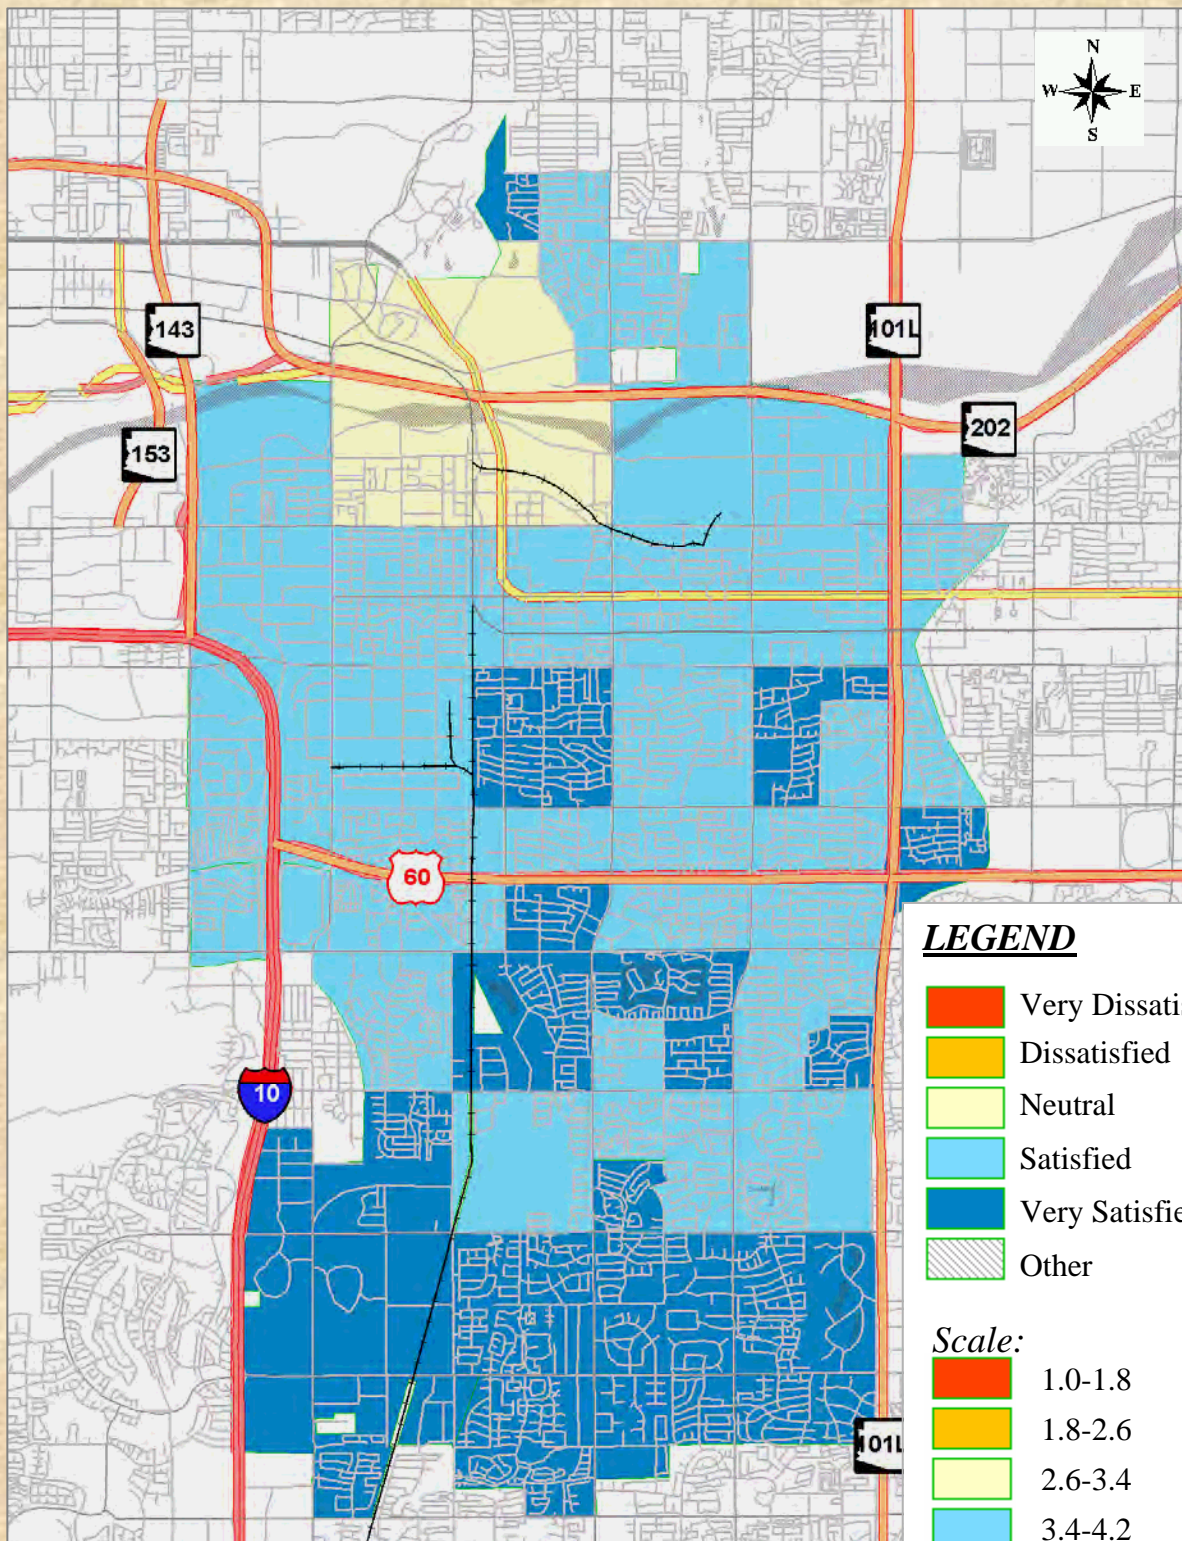 N
W E
S
143
101L
202
153
60
LEGEND
Very Dissatis
Dissatisfied
Neutral
Satisfied
Very Satisfie
Other
10
Scale:
1.0-1.8
1.8-2.6
2.6-3.4
3.4-4.2
101L